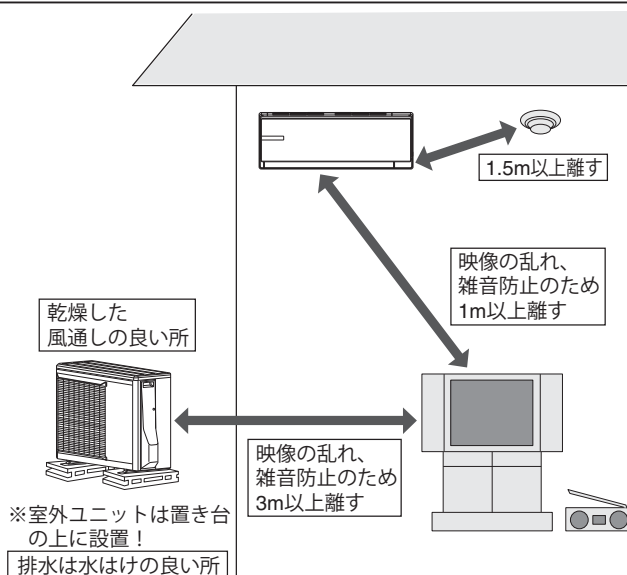 1.5m以上離す
映像の乱れ、
雑音防止のため
1m以上離す
乾燥した
風通しの良い所
映像の乱れ、
雑音防止のため
3m以上離す
※室外ユニットは置き台
の上に設置！
排水は水はけの良い所